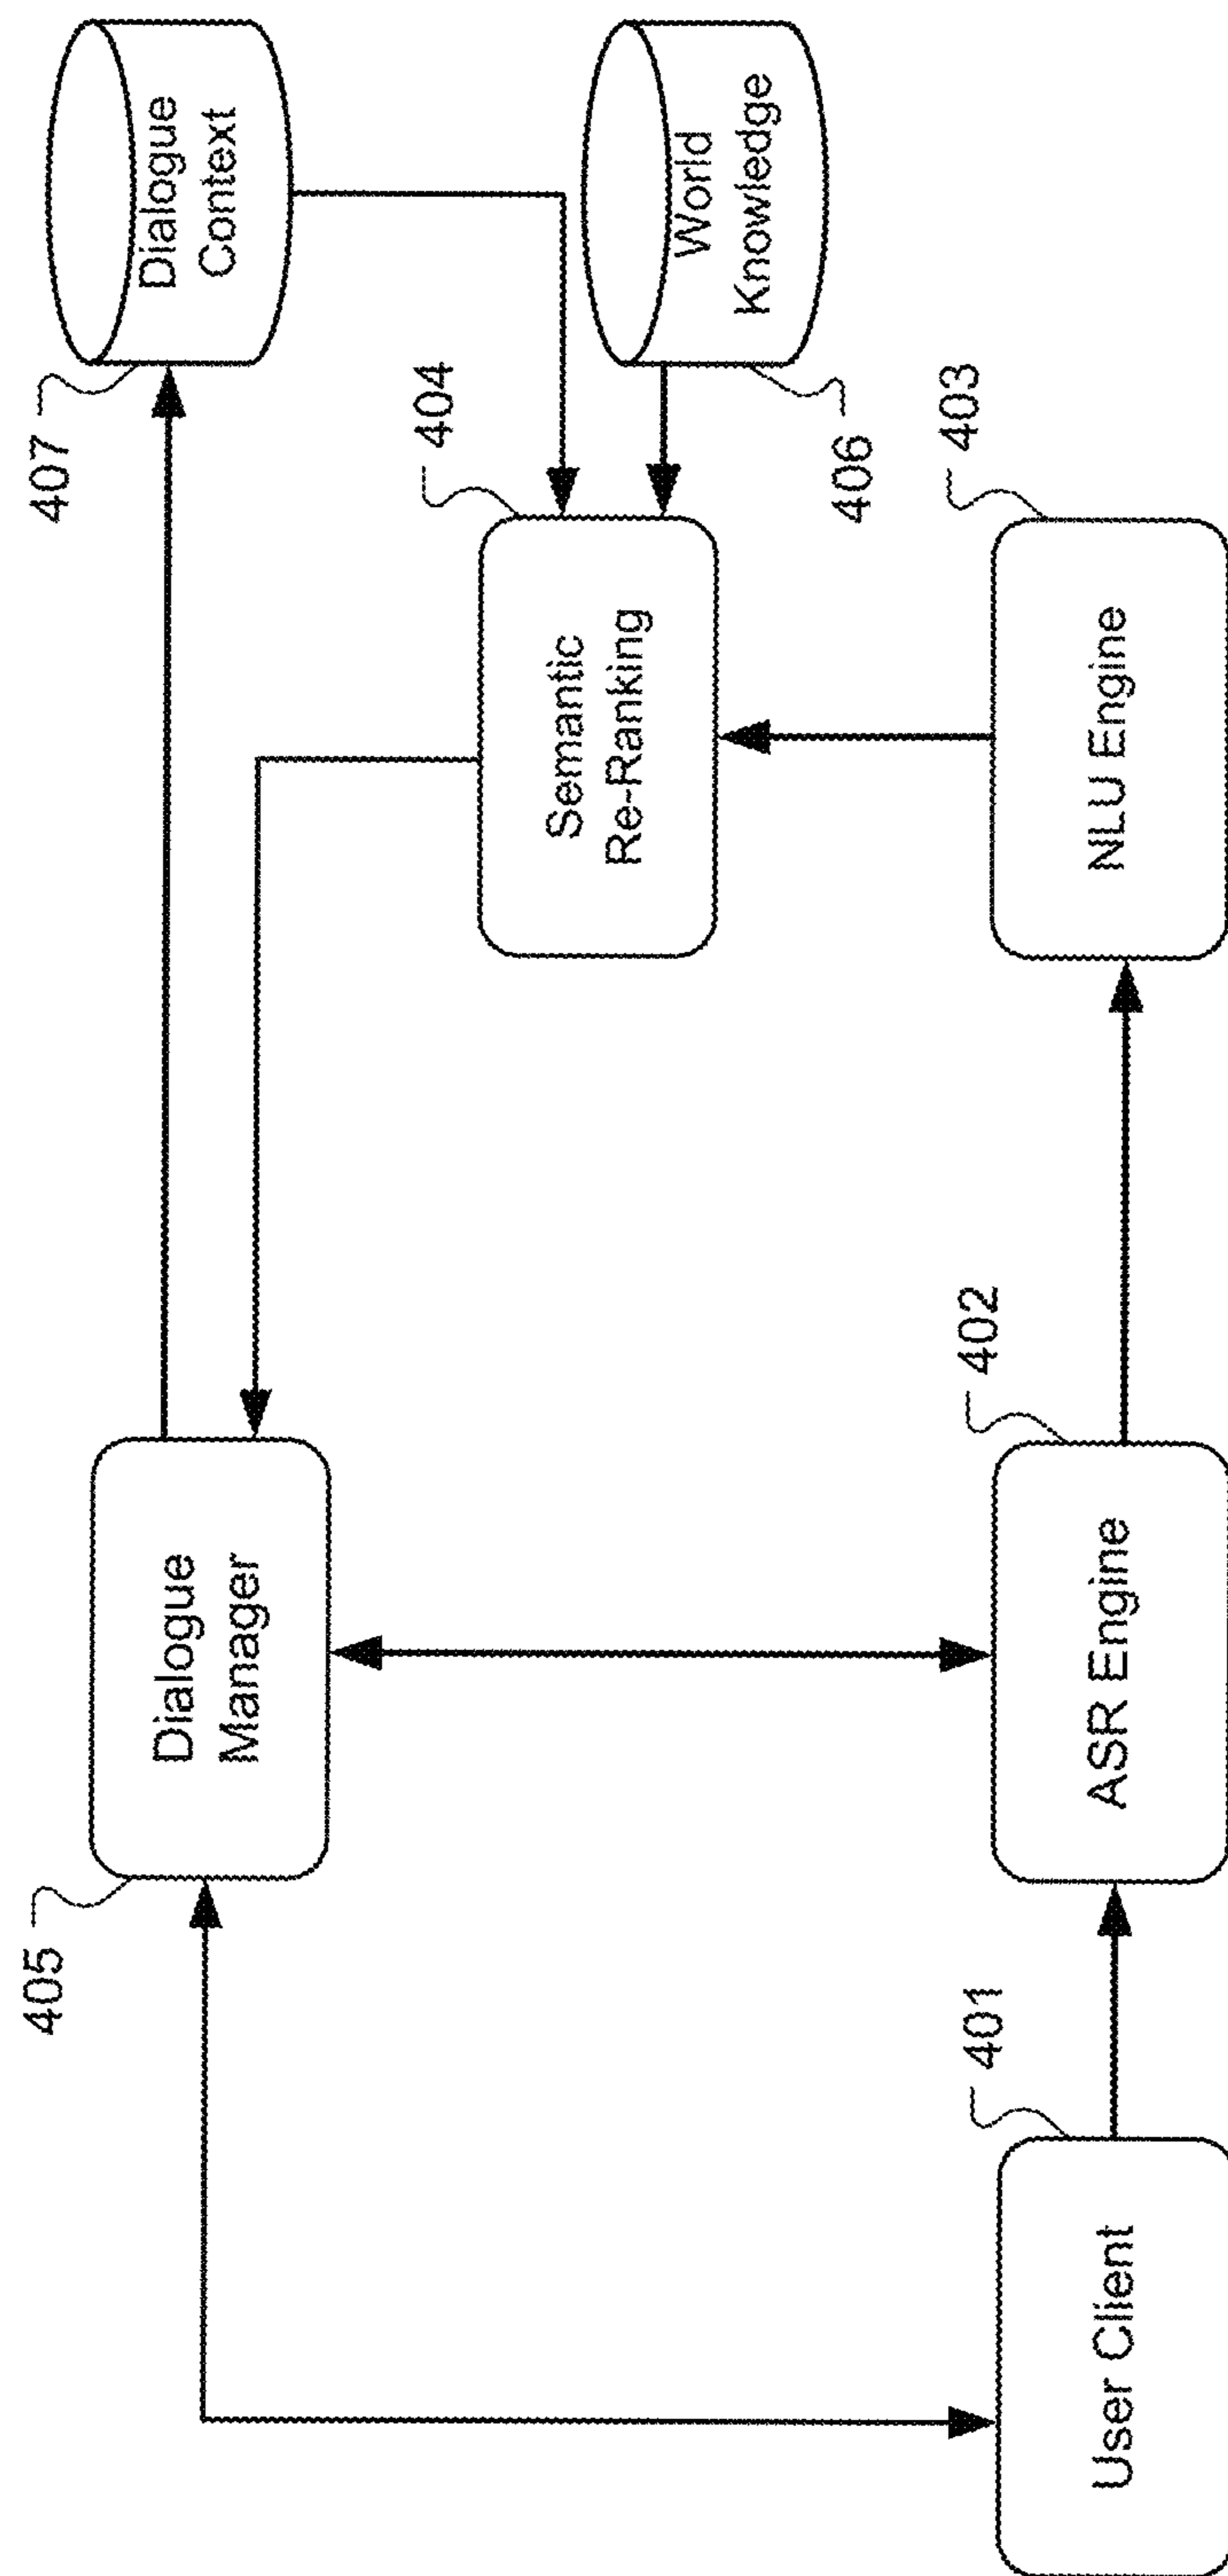 407
Dialogue
Context
405
Dialogue
Manager
404
Semantic
Re-Ranking
World
Knowledge
406
401
User Client
402
ASR Engine
403
NLU Engine